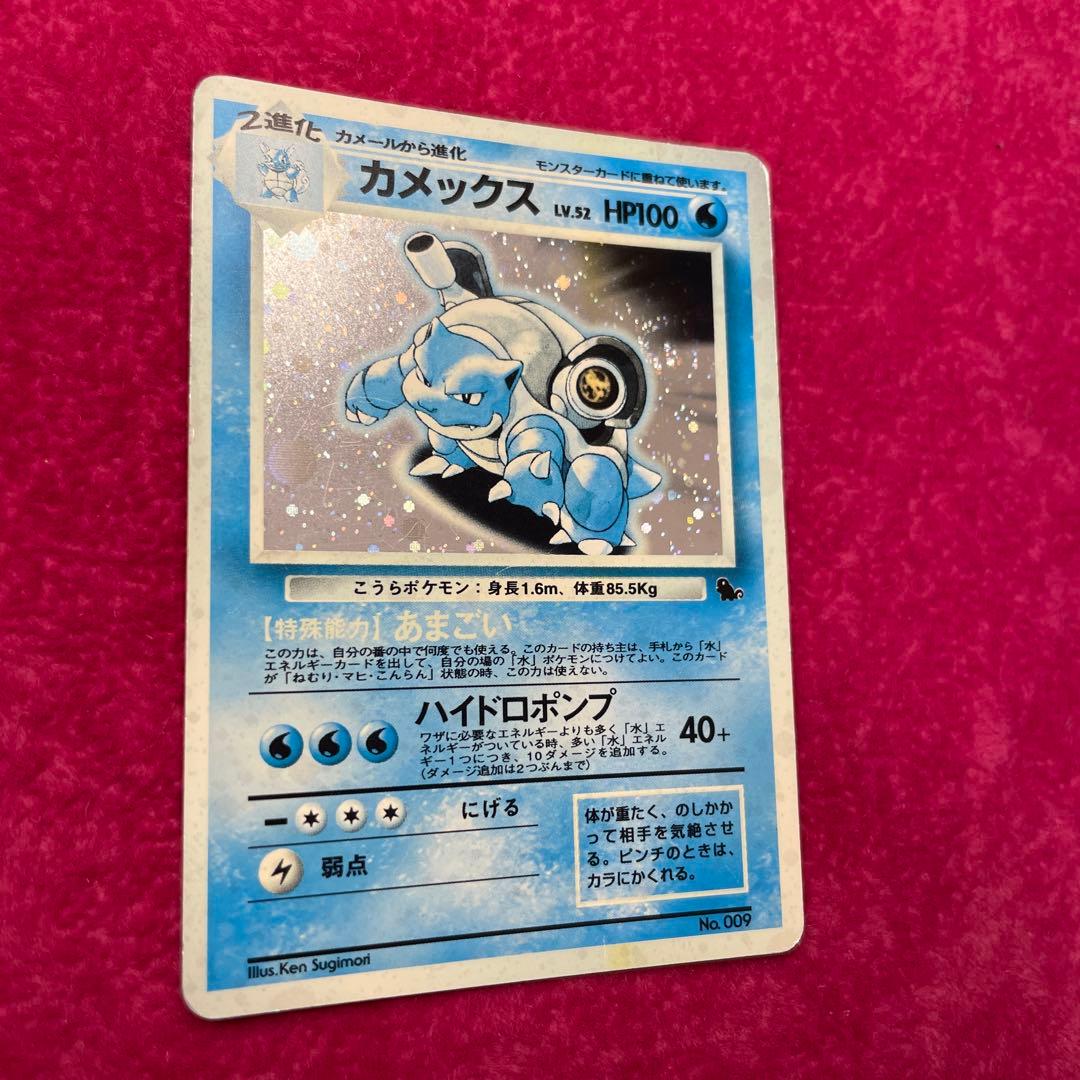 2進化
カメールから進化
モンスターカードに重ねて使います。
カメックス LV.52 HP100
こうらポケモン：身長1.6m、体重85.5Kg
【特殊能力】あまごい
この力は、自分の番の中で何度でも使える。このカードの持ち主は、手札から「水」
エネルギーカードを出して、自分の場の「水」ポケモンにつけてよい。このカード
が「ねむり・マヒ・こんらん」状態の時、この力は使えない。
ハイドロポンプ
ワザに必要なエネルギーよりも多く「水」エ
ネルギーがついている時、多い「水」エネル
ギー1つにつき、10ダメージを追加する。
(ダメージ追加は2つぶんまで)
40+
にげる
弱点
体が重たく、のしかか
って相手を気絶させ
る。ピンチのときは、
カラにかくれる。
No. 009
Illus.Ken Sugimori